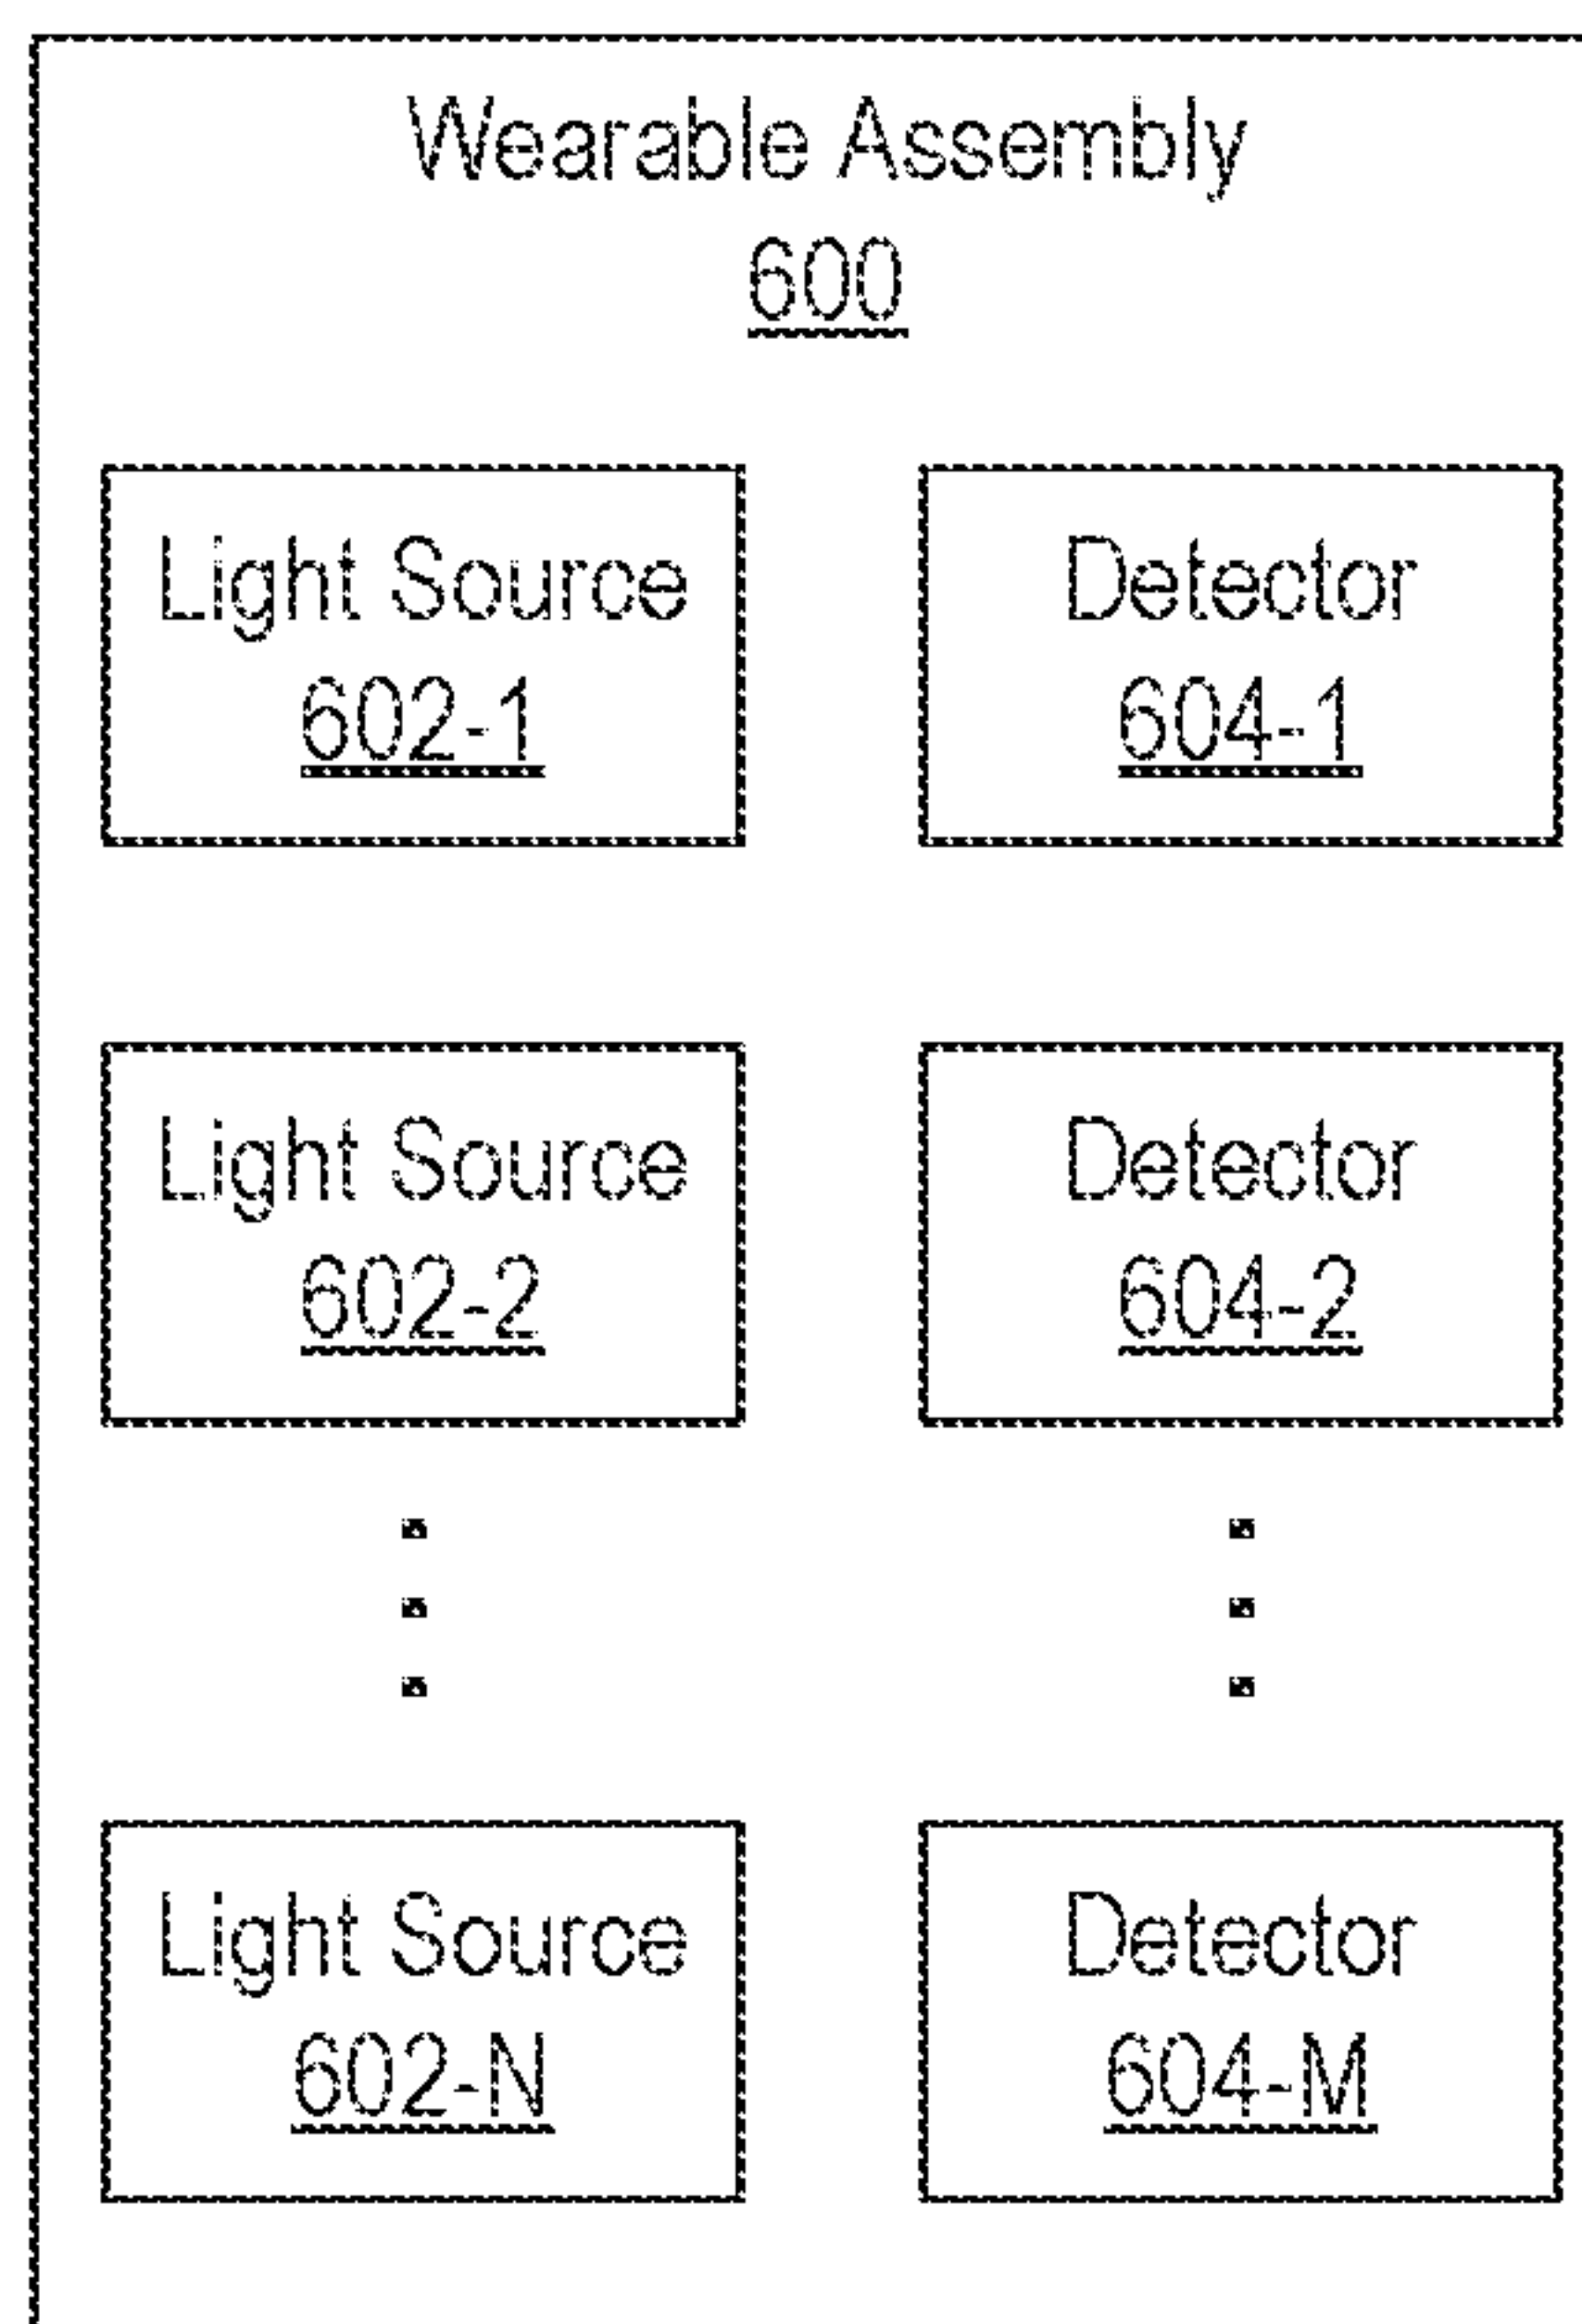 Wearable Assembly
600
Light Source
602-1
Detector
604-1
Light Source
602-2
Detector
604-2
Light Source
602-N
Detector
604-M